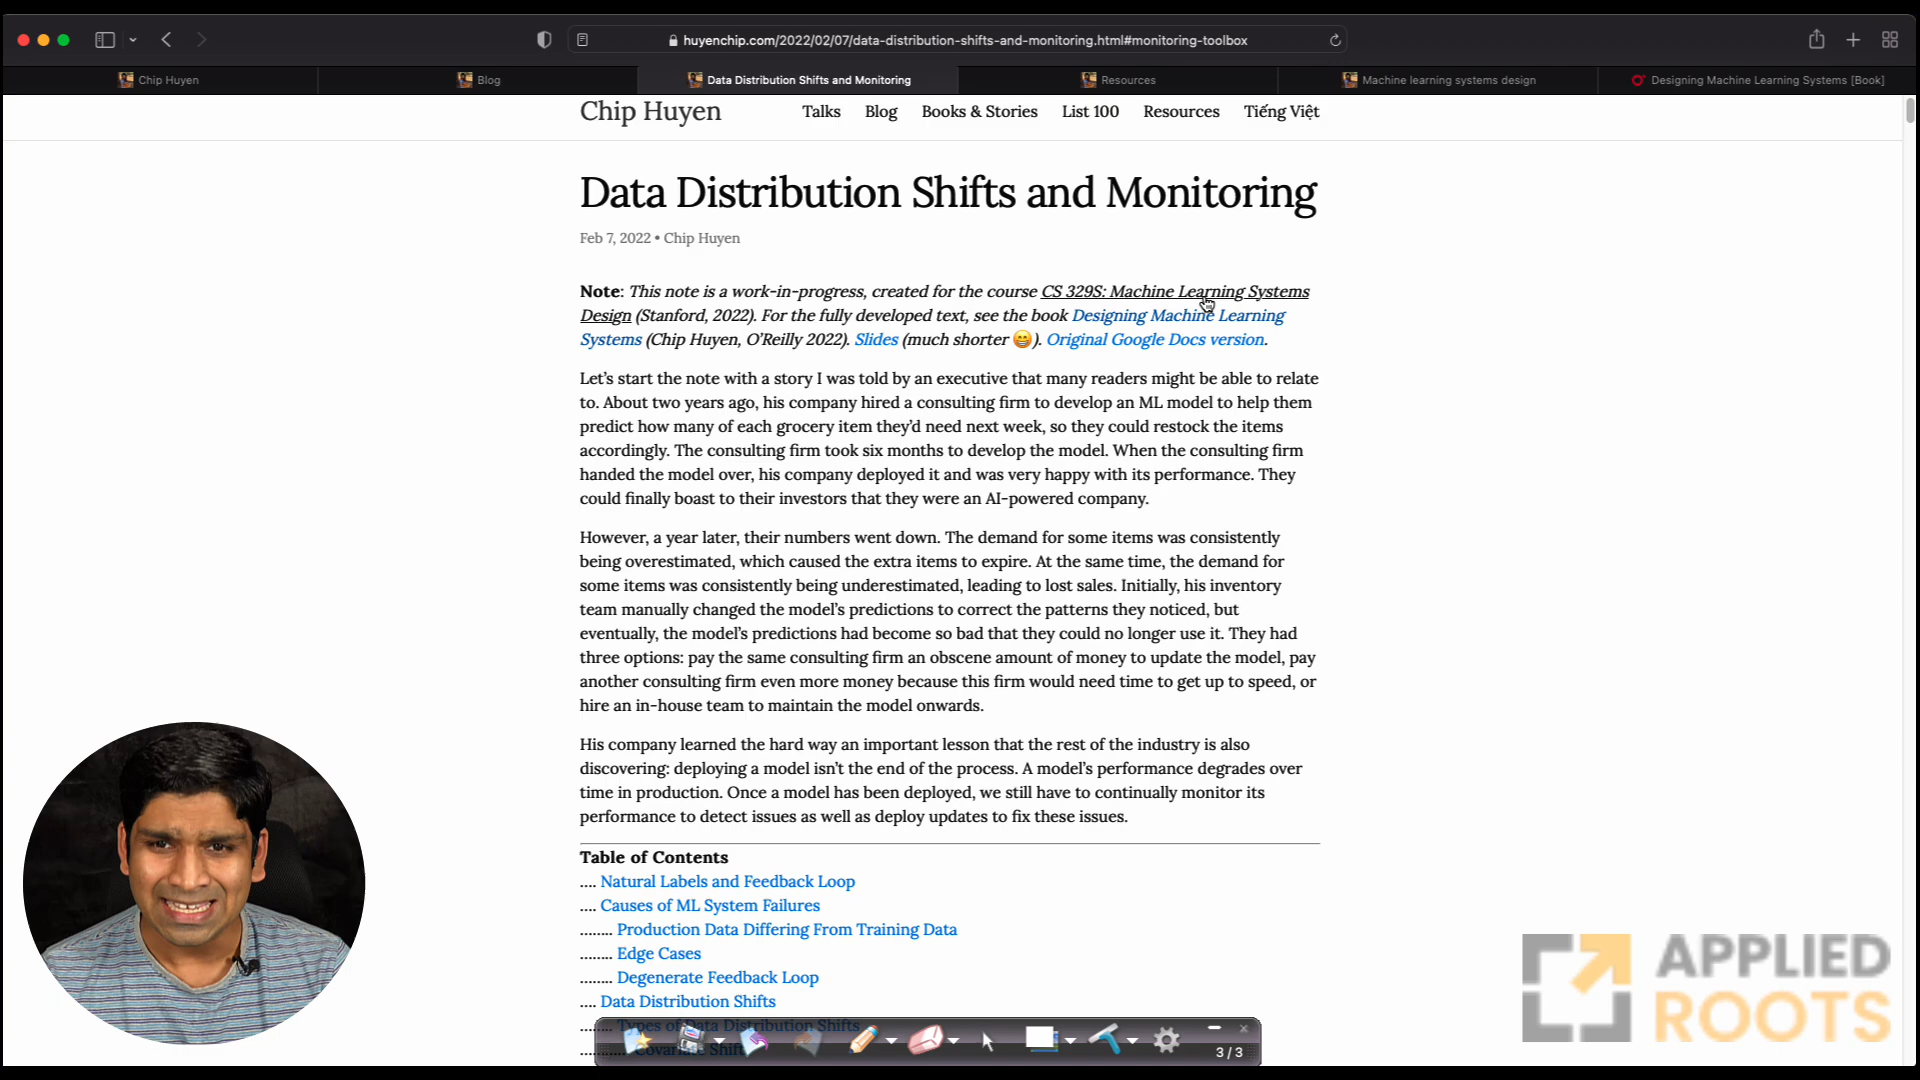 huyenchip.com/2022/02/07/data-distribution-shifts-and-monitoring.html#monitoring-toolbox
Chip Huyen
Blog
Data Distribution Shifts and Monitoring
Resources
Machine learning systems design
Designing Machine Learning Systems [Book]
Chip Huyen
Talks
Blog
Books & Stories
List 100
Resources
Tiếng Việt
Data Distribution Shifts and Monitoring
Feb 7, 2022 • Chip Huyen
Note: This note is a work-in-progress, created for the course CS 329S: Machine Learning Systems
Design (Stanford, 2022). For the fully developed text, see the book Designing Machine Learning
Systems (Chip Huyen, O’Reilly 2022). Slides (much shorter 😁). Original Google Docs version.
Let’s start the note with a story I was told by an executive that many readers might be able to relate
to. About two years ago, his company hired a consulting firm to develop an ML model to help them
predict how many of each grocery item they’d need next week, so they could restock the items
accordingly. The consulting firm took six months to develop the model. When the consulting firm
handed the model over, his company deployed it and was very happy with its performance. They
could finally boast to their investors that they were an AI-powered company.
However, a year later, their numbers went down. The demand for some items was consistently
being overestimated, which caused the extra items to expire. At the same time, the demand for
some items was consistently being underestimated, leading to lost sales. Initially, his inventory
team manually changed the model’s predictions to correct the patterns they noticed, but
eventually, the model’s predictions had become so bad that they could no longer use it. They had
three options: pay the same consulting firm an obscene amount of money to update the model, pay
another consulting firm even more money because this firm would need time to get up to speed, or
hire an in-house team to maintain the model onwards.
His company learned the hard way an important lesson that the rest of the industry is also
discovering: deploying a model isn’t the end of the process. A model’s performance degrades over
time in production. Once a model has been deployed, we still have to continually monitor its
performance to detect issues as well as deploy updates to fix these issues.
Table of Contents
.... Natural Labels and Feedback Loop
.... Causes of ML System Failures
........ Production Data Differing From Training Data
........ Edge Cases
........ Degenerate Feedback Loop
.... Data Distribution Shifts
........ Types of Data Distribution Shifts
Covariate Shift
3 / 3
APPLIED
ROOTS